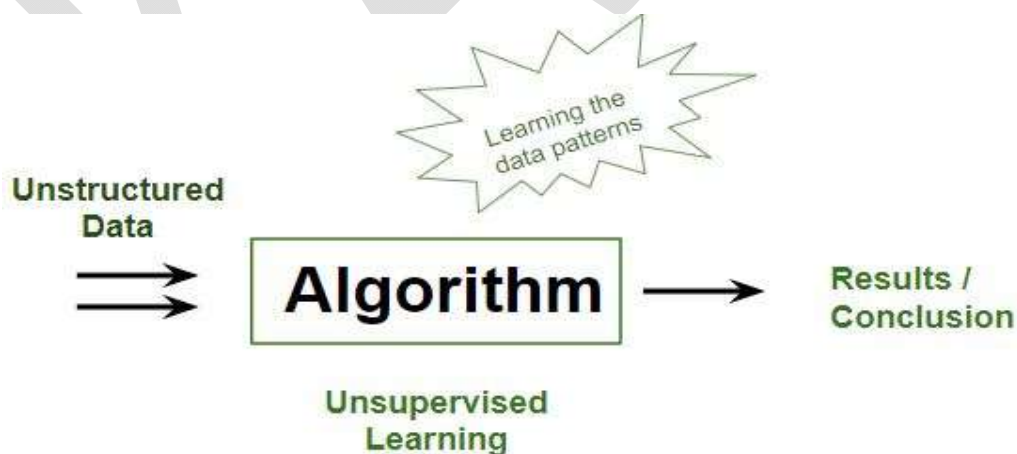 Learning the
data patterns
Unstructured
Data
Algorithm
Results /
Conclusion
Unsupervised
Learning